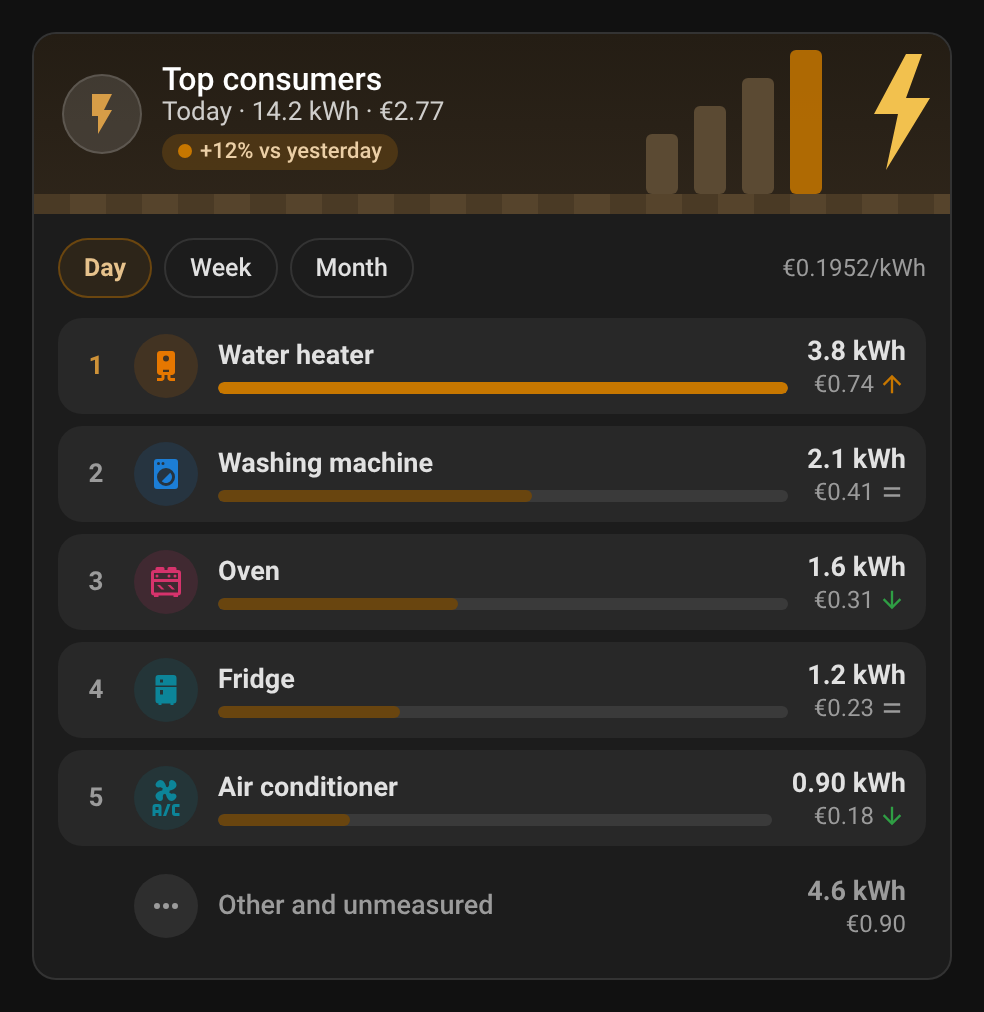 Top consumers
Today · 14.2 kWh · €2.77
+12% vs yesterday
Day Week Month €0.1952/kWh
1 Water heater 3.8 kWh
€0.74 ↑
2 Washing machine 2.1 kWh
€0.41 =
3 Oven 1.6 kWh
€0.31 ↓
4 Fridge 1.2 kWh
€0.23 =
5 A/C Air conditioner 0.90 kWh
€0.18 ↓
Other and unmeasured 4.6 kWh
€0.90